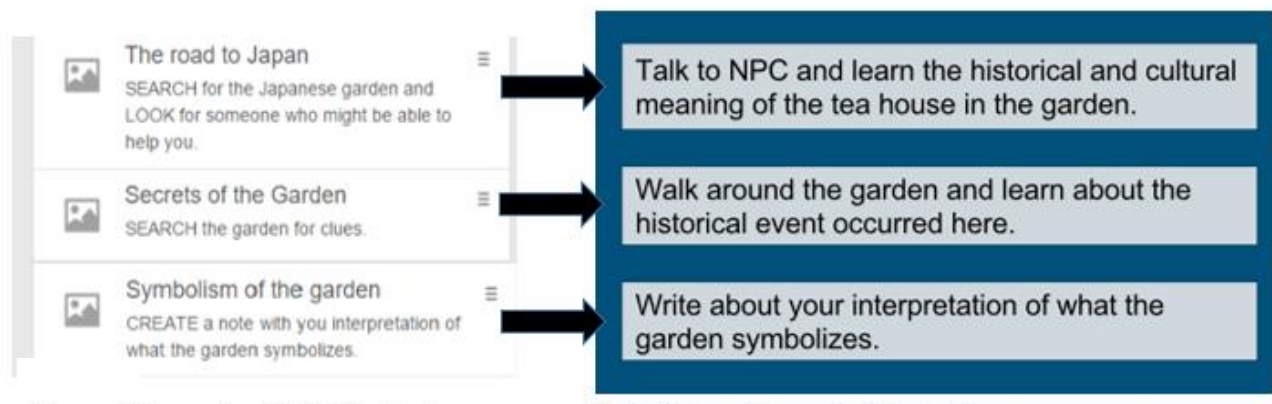 The road to Japan
SEARCH for the Japanese garden and
LOOK for someone who might be able to
help you.
Talk to NPC and learn the historical and cultural
meaning of the tea house in the garden.
Secrets of the Garden
SEARCH the garden for clues.
Walk around the garden and learn about the
historical event occurred here.
Symbolism of the garden
CREATE a note with you interpretation of
what the garden symbolizes.
Write about your interpretation of what the
garden symbolizes.